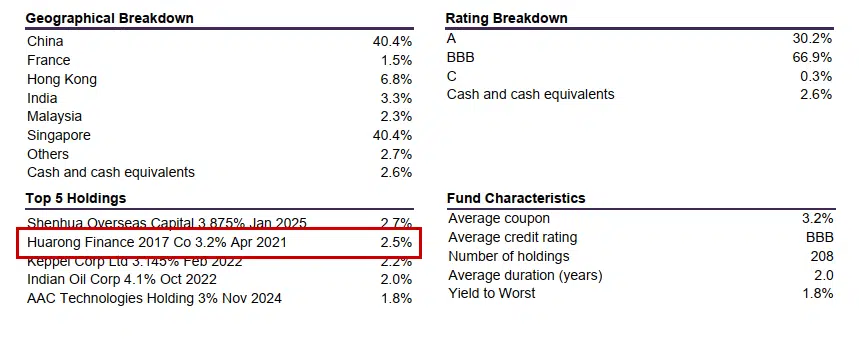 Geographical Breakdown
China 40.4%
France 1.5%
Hong Kong 6.8%
India 3.3%
Malaysia 2.3%
Singapore 40.4%
Others 2.7%
Cash and cash equivalents 2.6%
Rating Breakdown
A 30.2%
BBB 66.9%
C 0.3%
Cash and cash equivalents 2.6%
Top 5 Holdings
Shenhua Overseas Capital 3.875% Jan 2025 2.7%
Huarong Finance 2017 Co 3.2% Apr 2021 2.5%
Keppel Corp Ltd 3.145% Feb 2022 2.2%
Indian Oil Corp 4.1% Oct 2022 2.0%
AAC Technologies Holding 3% Nov 2024 1.8%
Fund Characteristics
Average coupon 3.2%
Average credit rating BBB
Number of holdings 208
Average duration (years) 2.0
Yield to Worst 1.8%